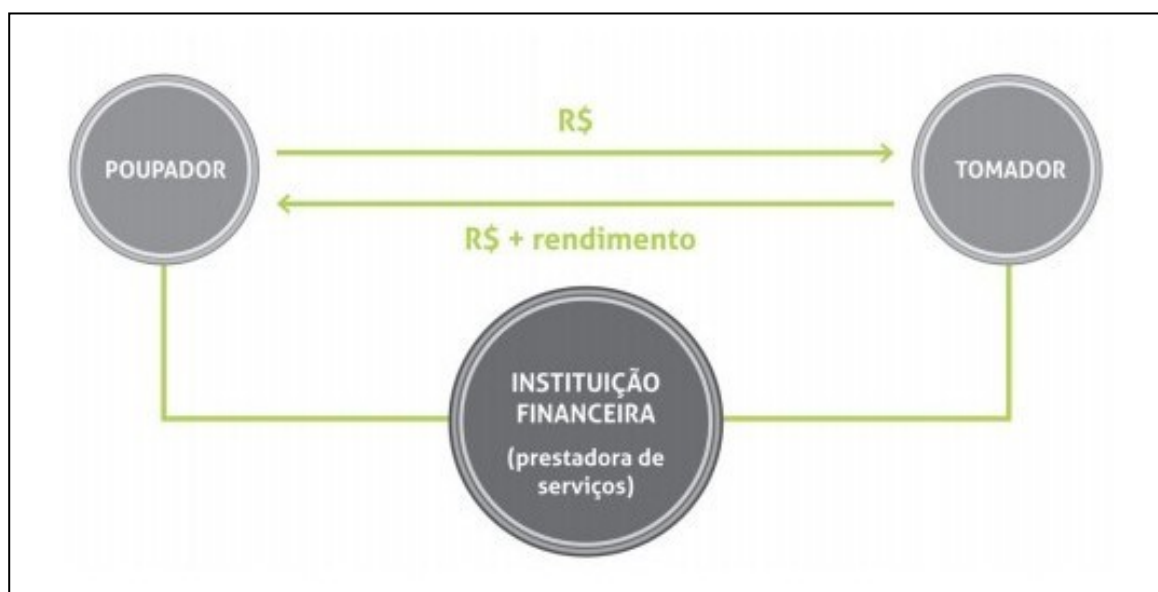 R$
POUPADOR
TOMADOR
R$ + rendimento
INSTITUIÇÃO
FINANCEIRA
(prestadora de
serviços)